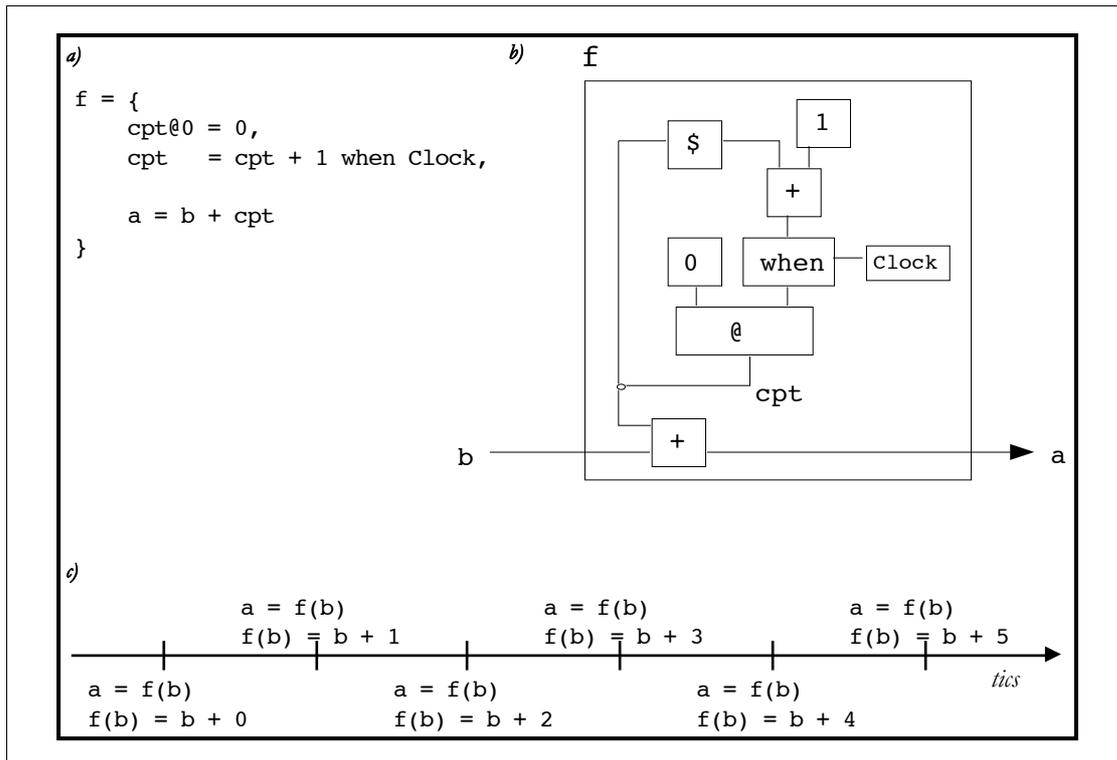 a)
f = {
cpt@0 = 0,
cpt = cpt + 1 when Clock,
a = b + cpt
}
b)
f
1
$
+
0
when
Clock
@
cpt
+
b
a
c)
a = f(b)
f(b) = b + 1
a = f(b)
f(b) = b + 3
a = f(b)
f(b) = b + 5
tics
a = f(b)
f(b) = b + 0
a = f(b)
f(b) = b + 2
a = f(b)
f(b) = b + 4